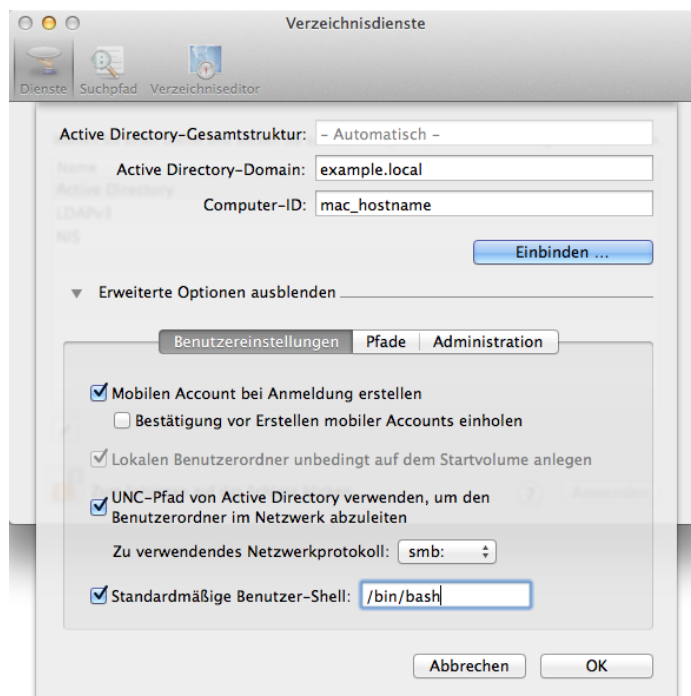 Verzeichnisdienste
Dienste Suchpfad Verzeichniseditor
Active Directory-Gesamtstruktur: – Automatisch –
Name
Active Directory-Domain: example.local
Active Directory
Computer-ID: mac_hostname
LDAPv3
NIS
Einbinden ...
Erweiterte Optionen ausblenden
Benutzereinstellungen Pfade Administration
Mobilen Account bei Anmeldung erstellen
Bestätigung vor Erstellen mobiler Accounts einholen
Lokalen Benutzerordner unbedingt auf dem Startvolume anlegen
UNC-Pfad von Active Directory verwenden, um den
? Anwenden
Benutzerordner im Netzwerk abzuleiten
Zu verwendendes Netzwerkprotokoll: smb:
Standardmäßige Benutzer-Shell: /bin/bash
Abbrechen OK